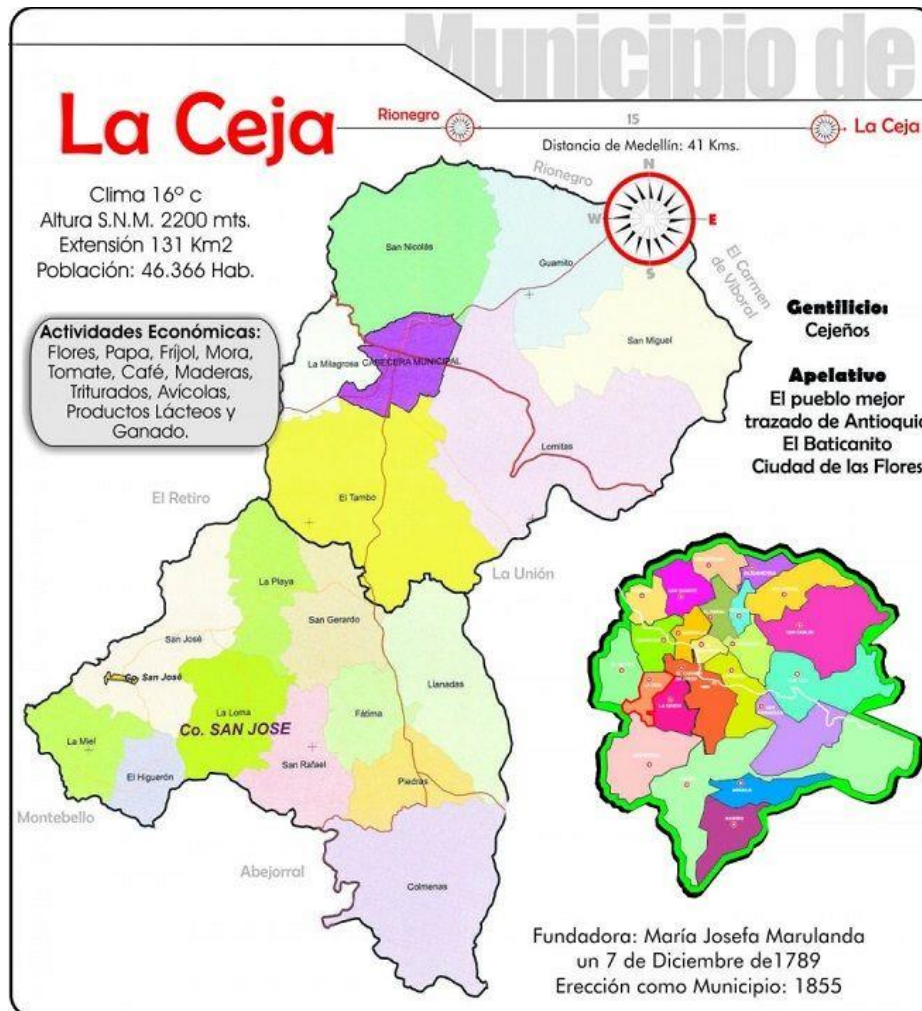 Municipio de
La Ceja
Rionegro
15
La Ceja
Distancia de Medellín: 41 Kms.
Clima 16º c
Altura S.N.M. 2200 mts.
Extensión 131 Km2
Población: 46.366 Hab.
Rionegro
N
W
E
S
El Carmen
de Viboral
San Nicolás
Guamito
Gentilicio:
Cejeños
Actividades Económicas:
Flores, Papa, Fríjol, Mora,
Tomate, Café, Maderas,
Triturados, Avícolas,
Productos Lácteos y
Ganado.
La Milagrosa
CABECERA MUNICIPAL
San Miguel
Apelativo
El pueblo mejor
trazado de Antioquia
El Baticanito
Ciudad de las Flores
Lomitas
El Retiro
El Tambo
La Unión
La Playa
San Gerardo
San José
Co. San José
Llanadas
La Loma
Fátima
Co. SAN JOSE
La Miel
El Higuerón
San Rafael
Piedras
Montebello
Abejorral
Colmenas
Fundadora: María Josefa Marulanda
un 7 de Diciembre de1789
Erección como Municipio: 1855